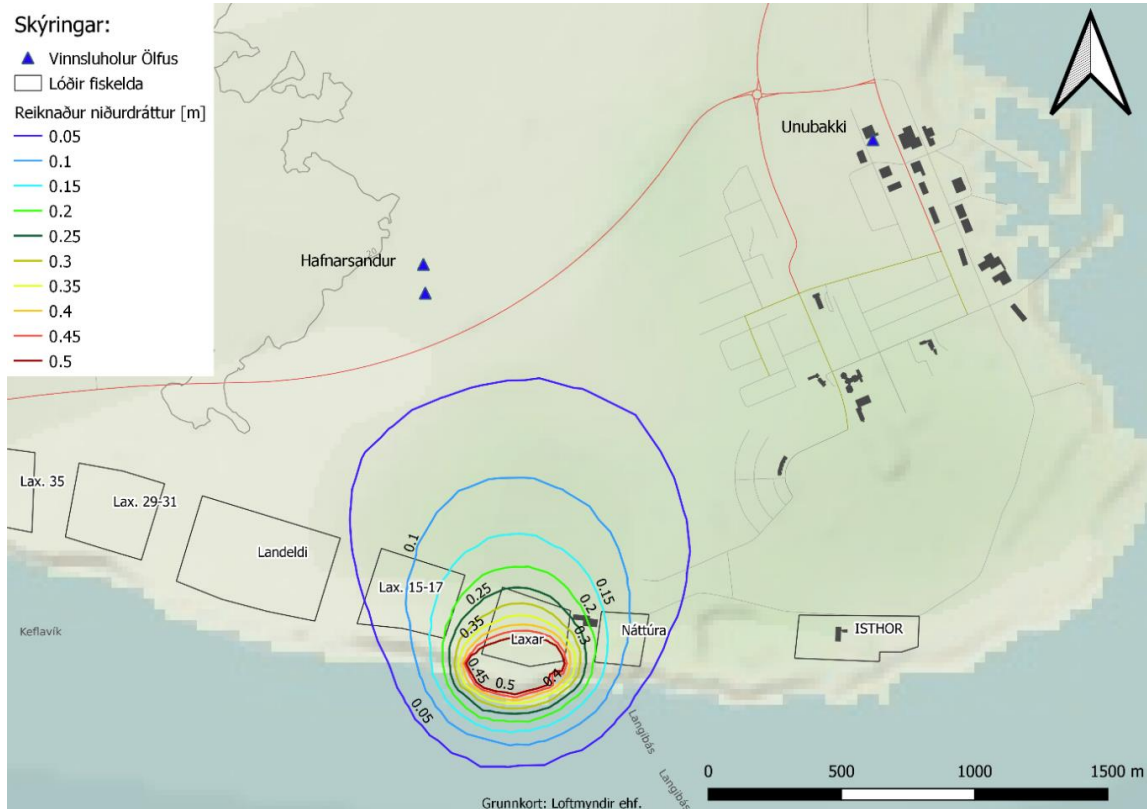 Skýringar:
Vinnsluholur Ölfus
Lóðir fiskelda
Reiknaður niðurdráttur [m]
0.05
0.1
0.15
0.2
0.25
0.3
0.35
0.4
0.45
0.5
Unubakki
20
Hafnarsandur
Lax. 35
Lax. 29-31
Landeldi
Lax. 15-17
Laxar
Náttúra
ISTHOR
0.1
0.25
0.15
0.2
0.35
0.3
0.45
0.5
0.4
0.05
Keflavík
Langibás
Langibás
0
500
1000
1500 m
Grunnkort: Loftmyndir ehf.